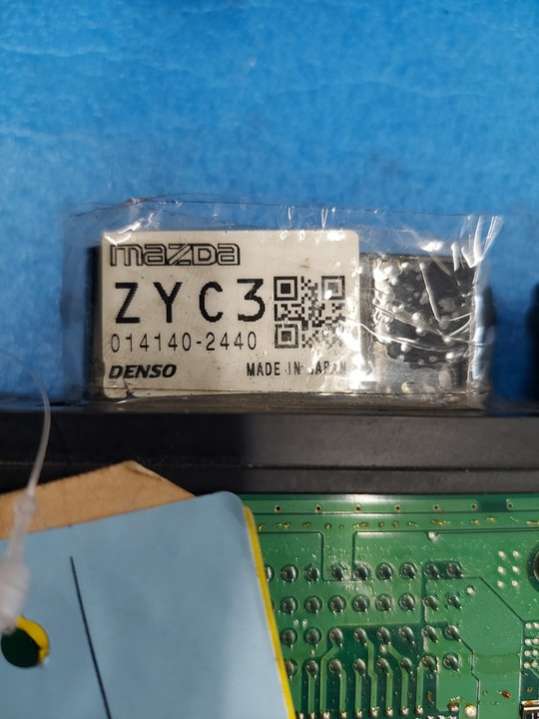 mazda
ZYC3
014140-2440
DENSO MADE IN JAPAN